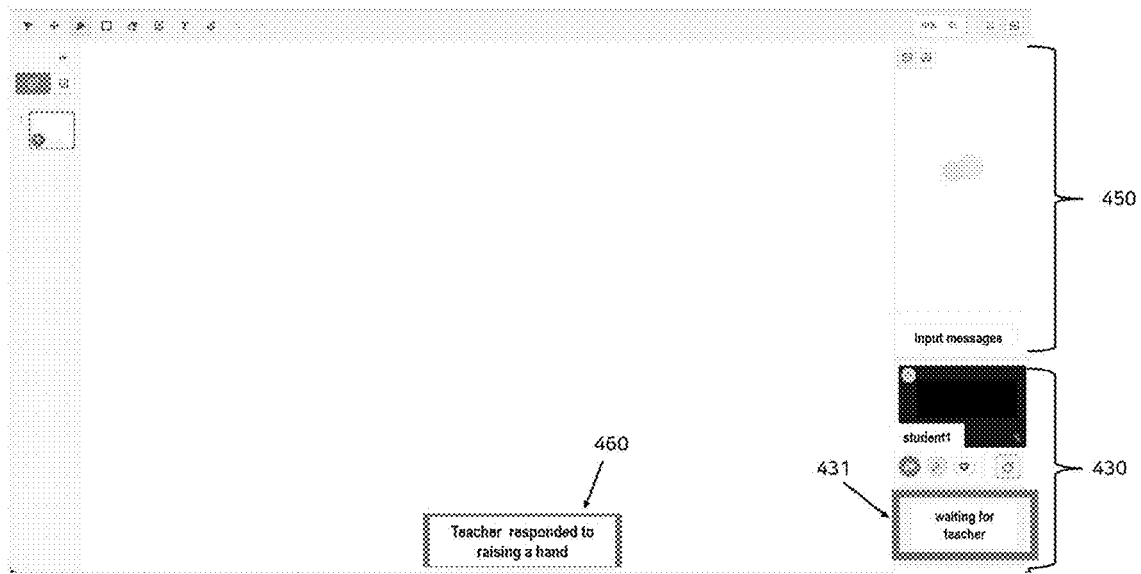 450
Input messages
student1
460
431
430
Teacher responded to
raising a hand
waiting for
teacher